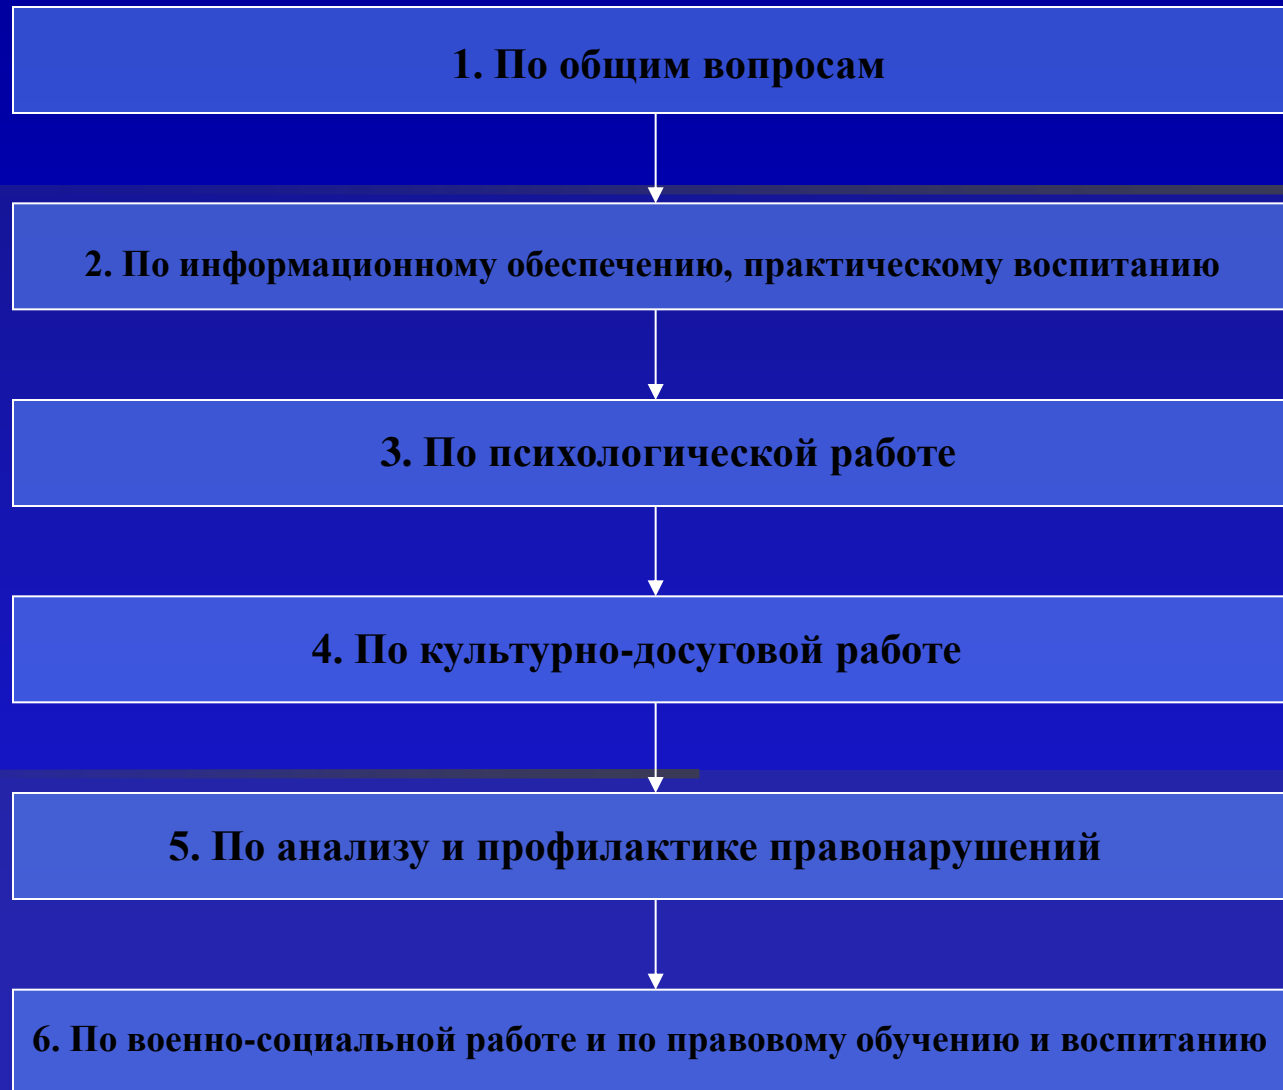 1. По общим вопросам
2. По информационному обеспечению, практическому воспитанию
3. По психологической работе
4. По культурно-досуговой работе
5. По анализу и профилактике правонарушений
6. По военно-социальной работе и по правовому обучению и воспитанию